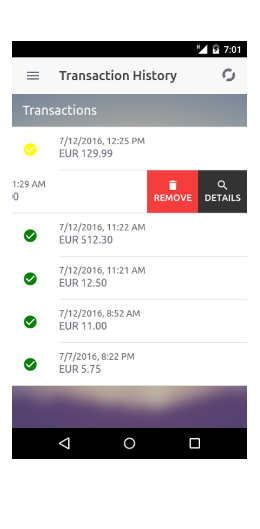 7:01
Transaction History
Transactions
7/12/2016, 12:25 PM
EUR 129.99
1:29 AM
0
REMOVE
DETAILS
7/12/2016, 11:22 AM
EUR 512.30
7/12/2016, 11:21 AM
EUR 12.50
7/12/2016, 8:52 AM
EUR 11.00
7/7/2016, 8:22 PM
EUR 5.75